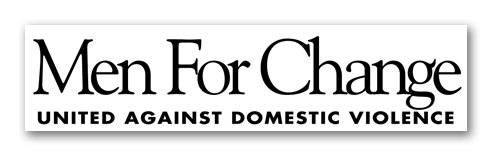 Men For Change
UNITED AGAINST DOMESTIC VIOLENCE